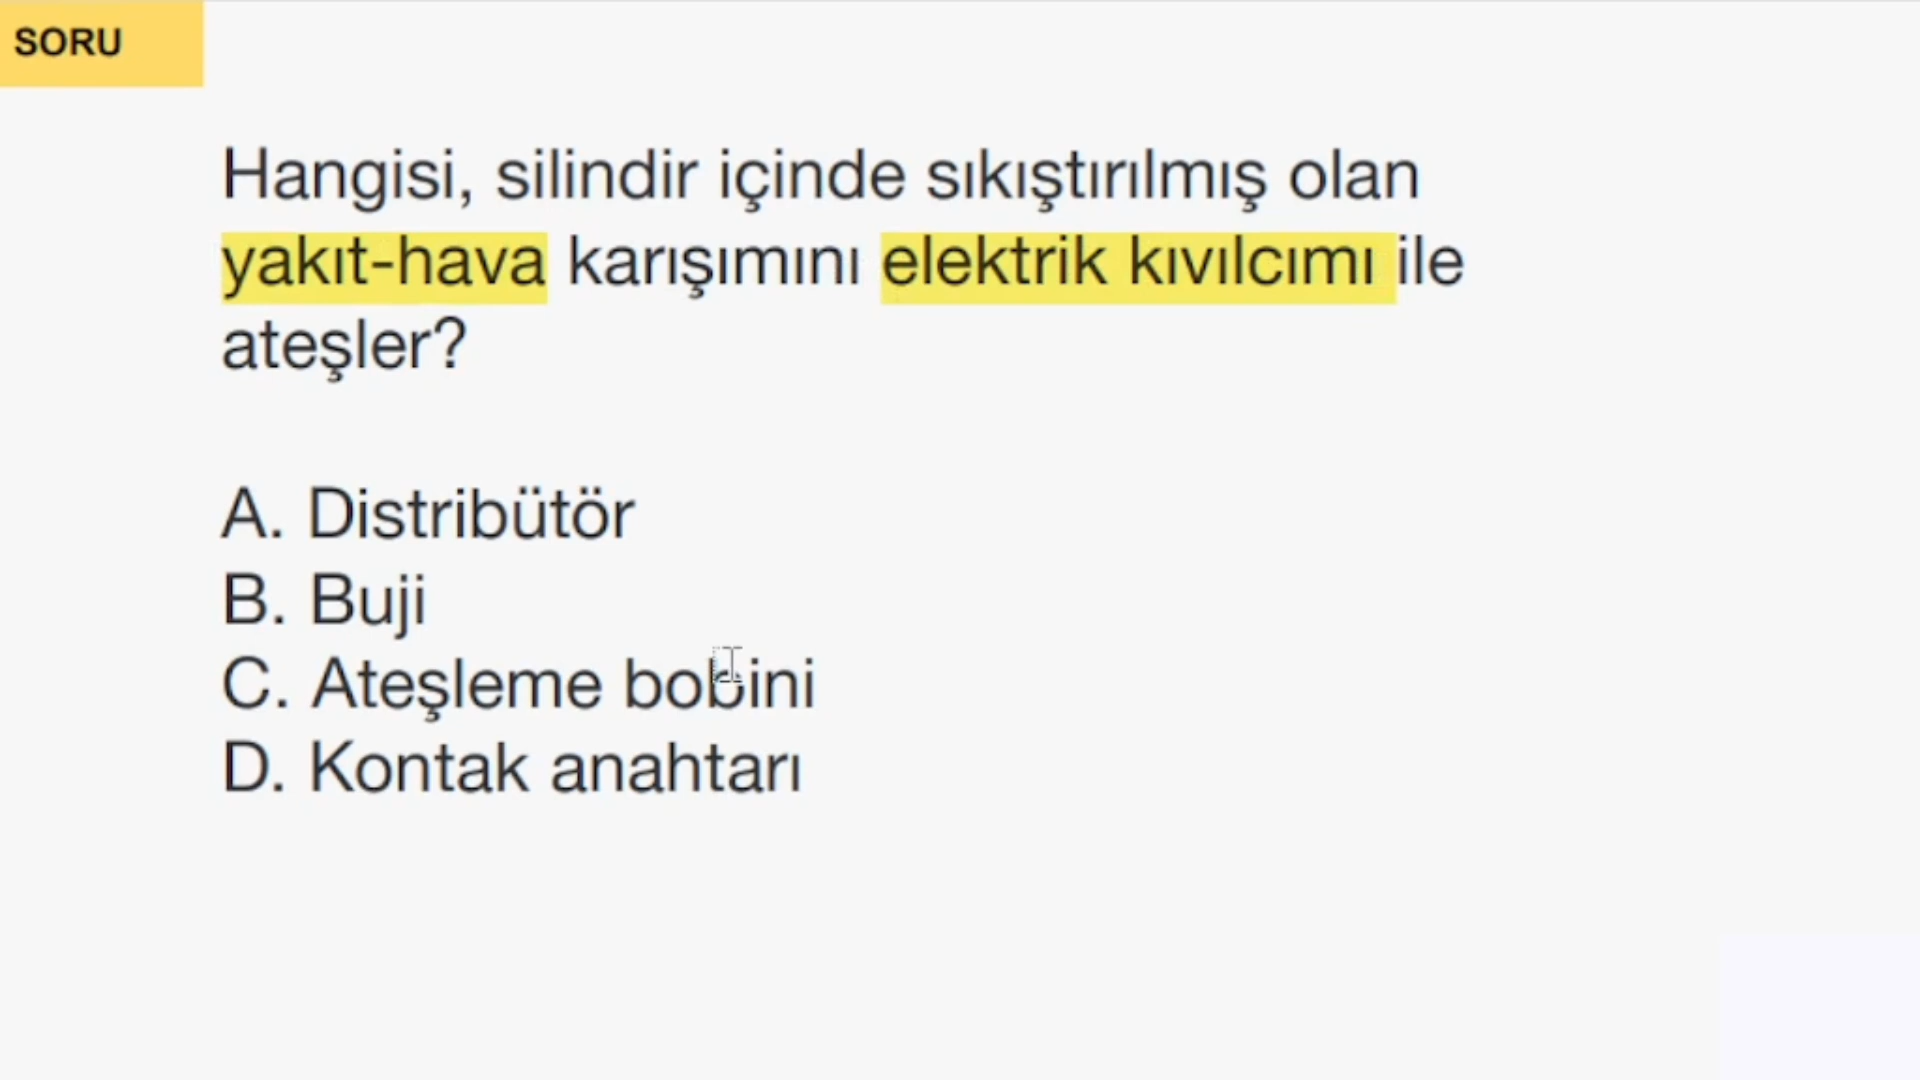 SORU
Hangisi, silindir içinde sıkıştırılmış olan
yakıt-hava karışımını elektrik kıvılcımı ile
ateşler?
A. Distribütör
B. Buji
C. Ateşleme bobini
D. Kontak anahtarı